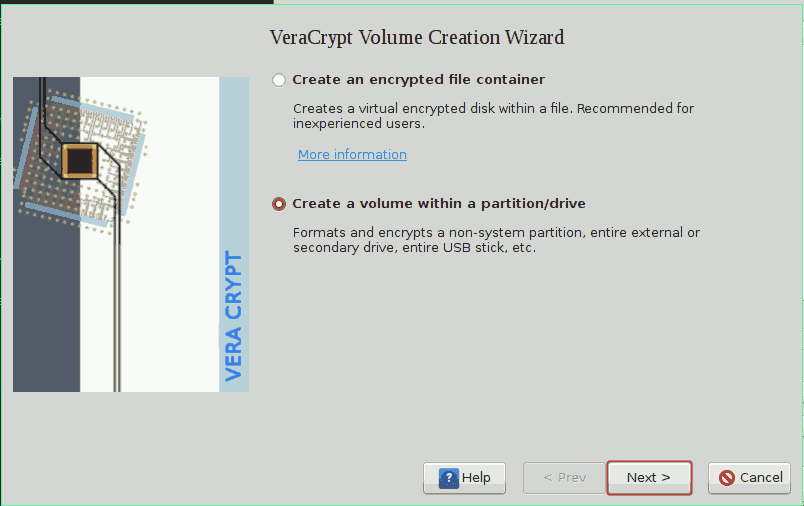 VeraCrypt Volume Creation Wizard
Create an encrypted file container
Creates a virtual encrypted disk within a file. Recommended for
inexperienced users.
More information
Create a volume within a partition/drive
Formats and encrypts a non-system partition, entire external or
secondary drive, entire USB stick, etc.
VERA CRYPT
? Help
< Prev
Next >
Cancel